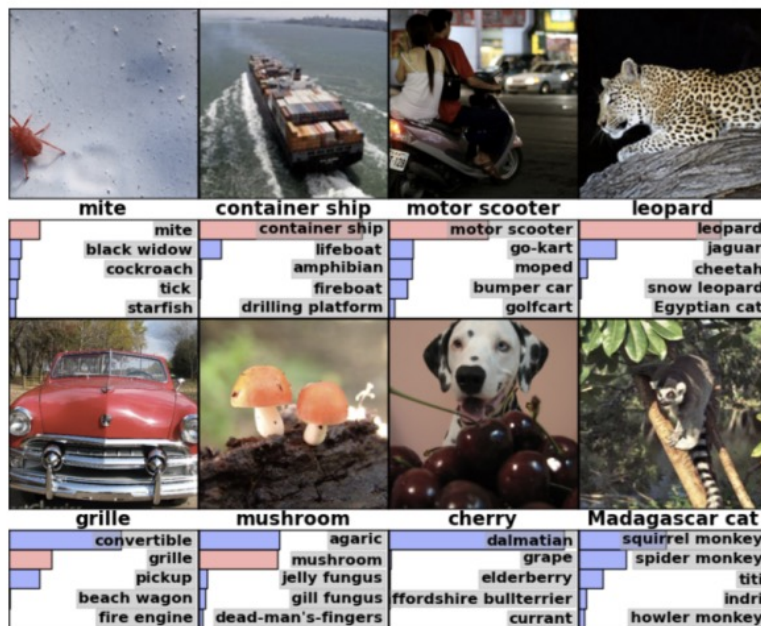 mite
mite
black widow
cockroach
tick
starfish
container ship
container ship
lifeboat
amphibian
fireboat
drilling platform
motor scooter
motor scooter
go-kart
moped
bumper car
golfcart
leopard
leopard
jaguar
cheetah
snow leopard
Egyptian cat
grille
convertible
grille
pickup
beach wagon
fire engine
mushroom
agaric
mushroom
jelly fungus
gill fungus
dead-man's-fingers
cherry
dalmatian
grape
elderberry
ffordshire bullterrier
currant
Madagascar cat
squirrel monkey
spider monkey
titi
indri
howler monkey